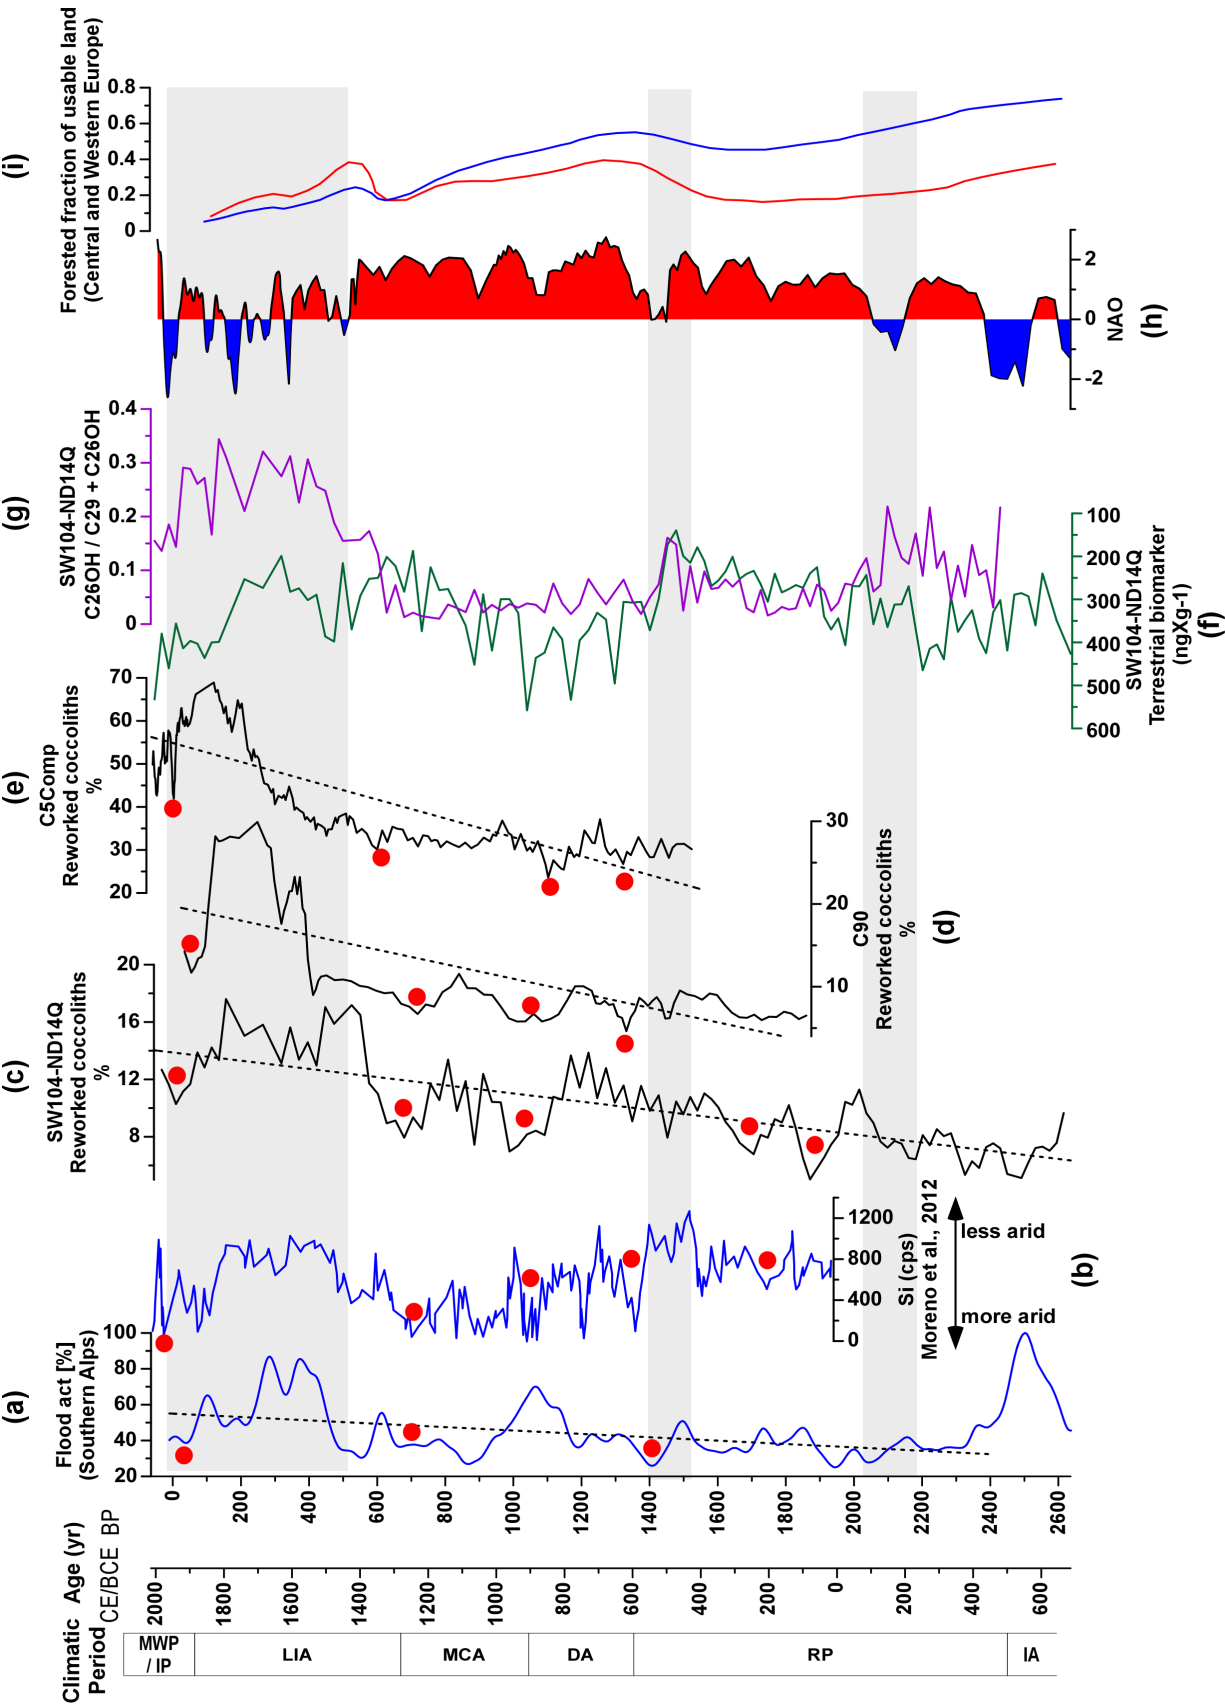 (i)
Forested fraction of usable land
(Central and Western Europe)
0.8
0.6
0.4
0.2
0
2
0
-2
NAO
(h)
(g)
SW104-ND14Q
C26OH / C29 + C26OH
0.4
0.3
0.2
0.1
0
100
200
300
400
500
600
SW104-ND14Q
Terrestrial biomarker
(ngXg-1)
(f)
(e)
C5Comp
Reworked coccoliths
%
70
60
50
40
30
20
30
20
10
C90
Reworked coccoliths
%
(d)
(c)
SW104-ND14Q
Reworked coccoliths
%
20
16
12
8
1200
800
400
0
Si (cps)
Moreno et al., 2012
less arid
more arid
(b)
(a)
Flood act [%]
(Southern Alps)
100
80
60
40
20
0
200
400
600
800
1000
1200
1400
1600
1800
2000
2200
2400
2600
Age (yr)
CE/BCE BP
2000
1800
1600
1400
1200
1000
800
600
400
200
0
200
400
600
Climatic
Period
MWP
/ IP
LIA
MCA
DA
RP
IA